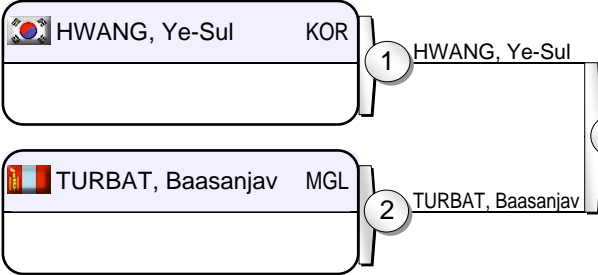 HWANG, Ye-Sul KOR
1
HWANG, Ye-Sul
TURBAT, Baasanjav MGL
2
TURBAT, Baasanjav